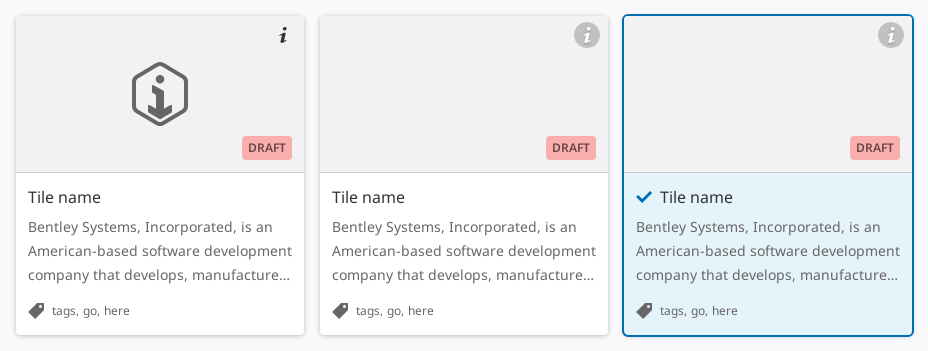 DRAFT
Tile name
Bentley Systems, Incorporated, is an
American-based software development
company that develops, manufacture...
tags, go, here
DRAFT
Tile name
Bentley Systems, Incorporated, is an
American-based software development
company that develops, manufacture...
tags, go, here
DRAFT
Tile name
Bentley Systems, Incorporated, is an
American-based software development
company that develops, manufacture...
tags, go, here